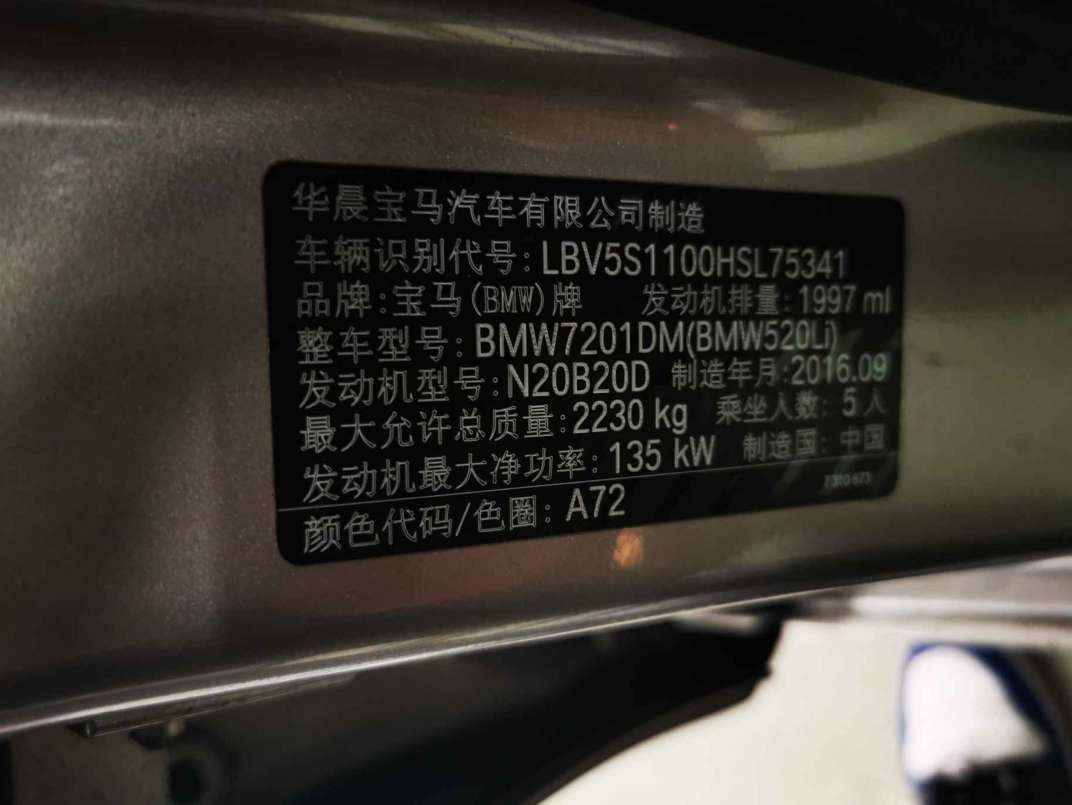 华晨宝马汽车有限公司制造
车辆识别代号: LBV5S1100HSL75341
品牌:宝马(BMW)牌 发动机排量: 1997 ml
整车型号: BMW7201DM(BMW520Li)
发动机型号: N20B20D 制造年月:2016.09
最大允许总质量: 2230 kg 乘坐人数: 5人
发动机最大净功率: 135 kW 制造国: 中国
7310 873
颜色代码/色圈: A72